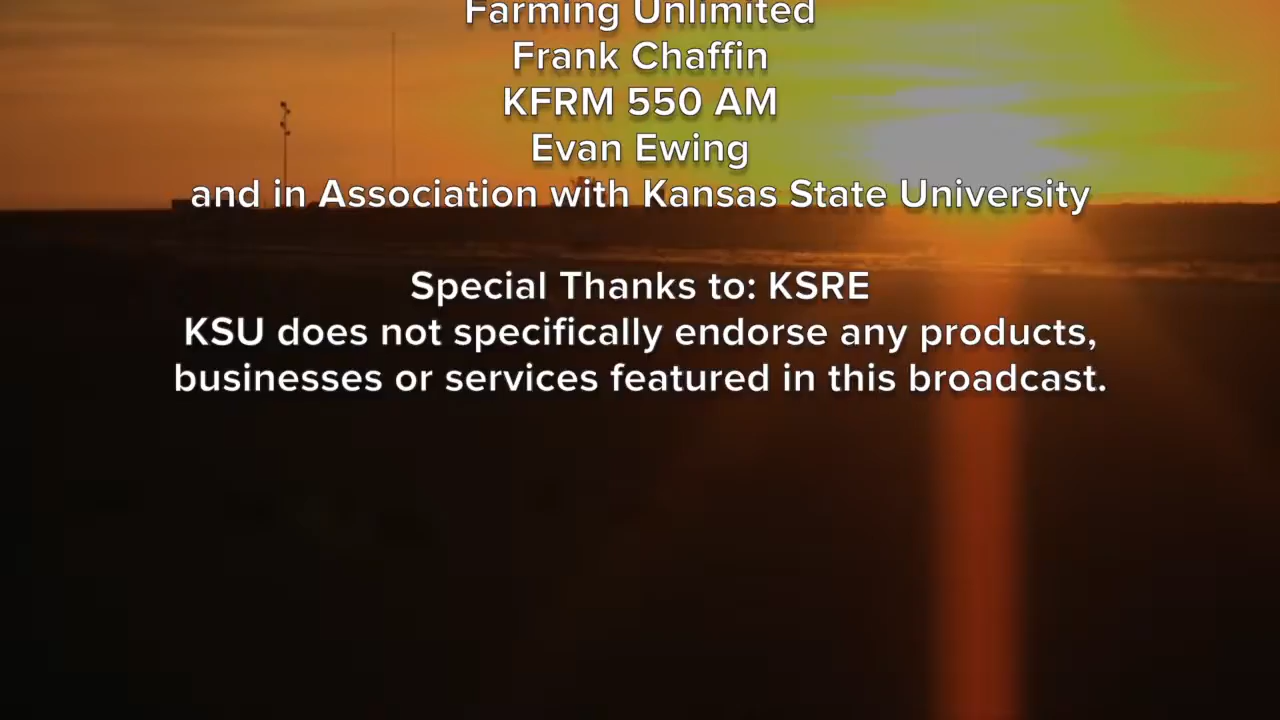 Farming Unlimited
Frank Chaffin
KFRM 550 AM
Evan Ewing
and in Association with Kansas State University
Special Thanks to: KSRE
KSU does not specifically endorse any products,
businesses or services featured in this broadcast.